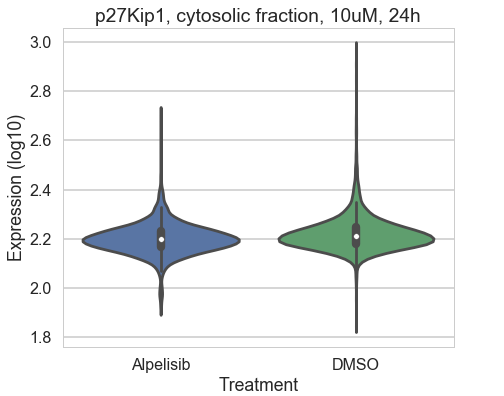 p27Kip1, cytosolic fraction, 10uM, 24h
3.0
2.8
2.6
2.4
2.2
2.0
1.8
Expression (log10)
Alpelisib
DMSO
Treatment